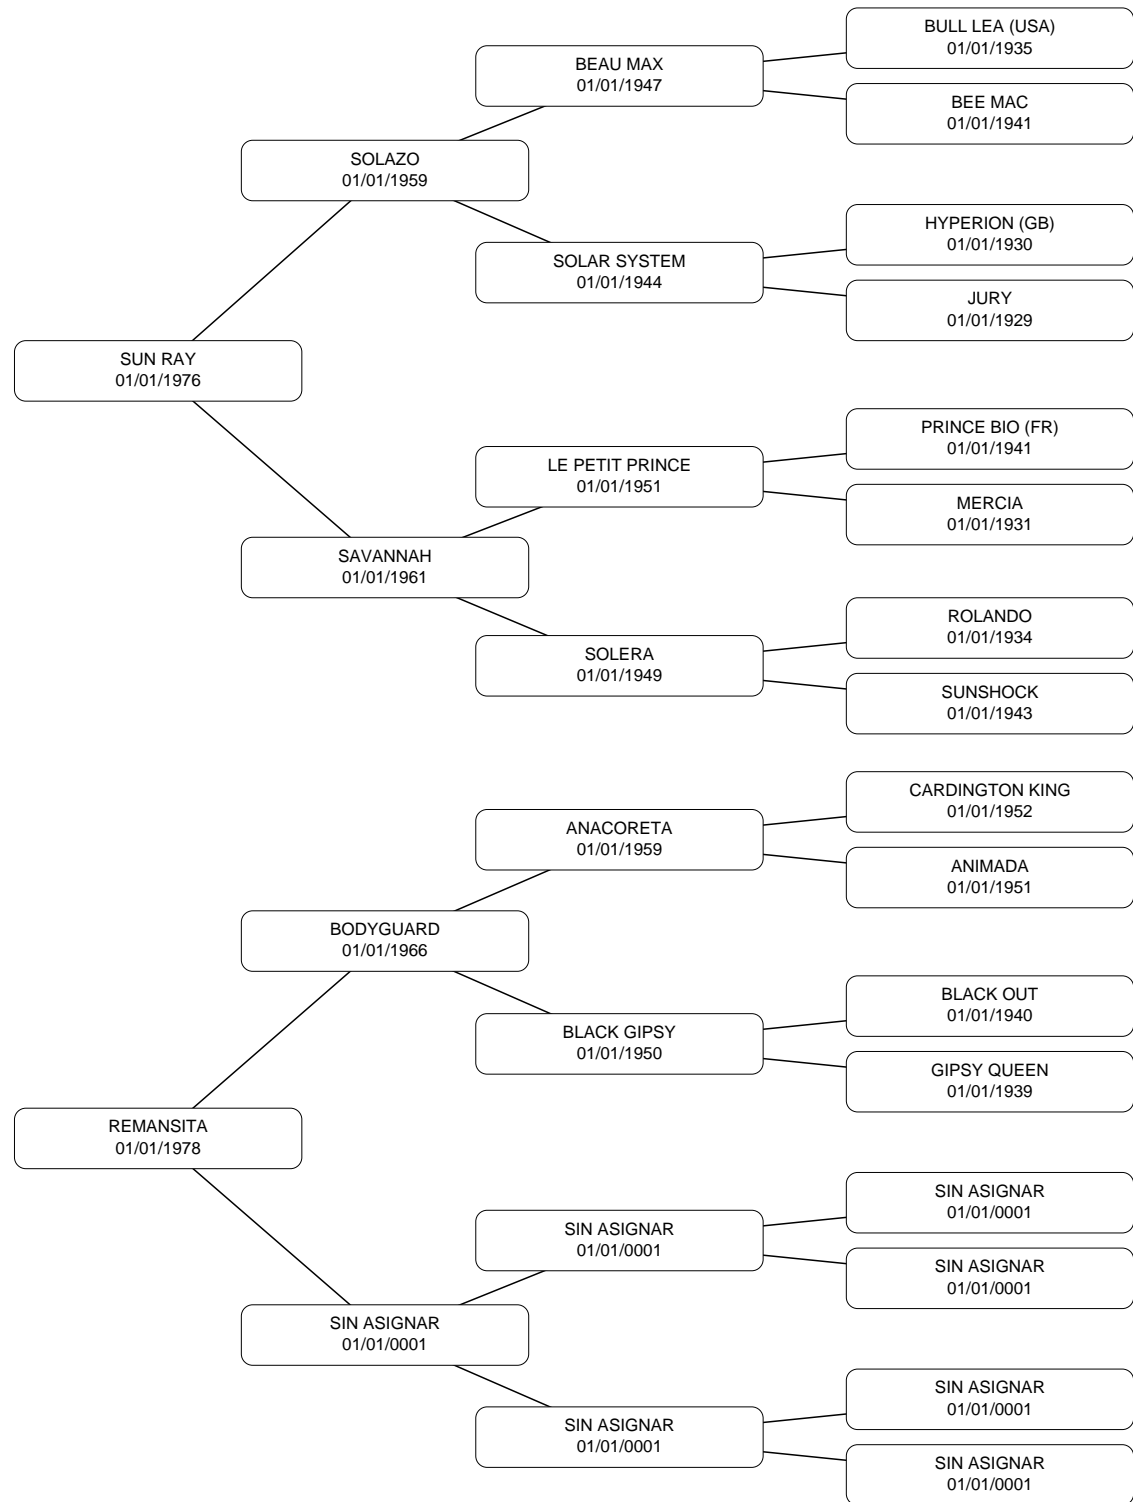 BULL LEA (USA)
01/01/1935
BEAU MAX
01/01/1947
BEE MAC
01/01/1941
SOLAZO
01/01/1959
HYPERION (GB)
01/01/1930
SOLAR SYSTEM
01/01/1944
JURY
01/01/1929
SUN RAY
01/01/1976
PRINCE BIO (FR)
01/01/1941
LE PETIT PRINCE
01/01/1951
MERCIA
01/01/1931
SAVANNAH
01/01/1961
ROLANDO
01/01/1934
SOLERA
01/01/1949
SUNSHOCK
01/01/1943
CARDINGTON KING
01/01/1952
ANACORETA
01/01/1959
ANIMADA
01/01/1951
BODYGUARD
01/01/1966
BLACK OUT
01/01/1940
BLACK GIPSY
01/01/1950
GIPSY QUEEN
01/01/1939
REMANSITA
01/01/1978
SIN ASIGNAR
01/01/0001
SIN ASIGNAR
01/01/0001
SIN ASIGNAR
01/01/0001
SIN ASIGNAR
01/01/0001
SIN ASIGNAR
01/01/0001
SIN ASIGNAR
01/01/0001
SIN ASIGNAR
01/01/0001